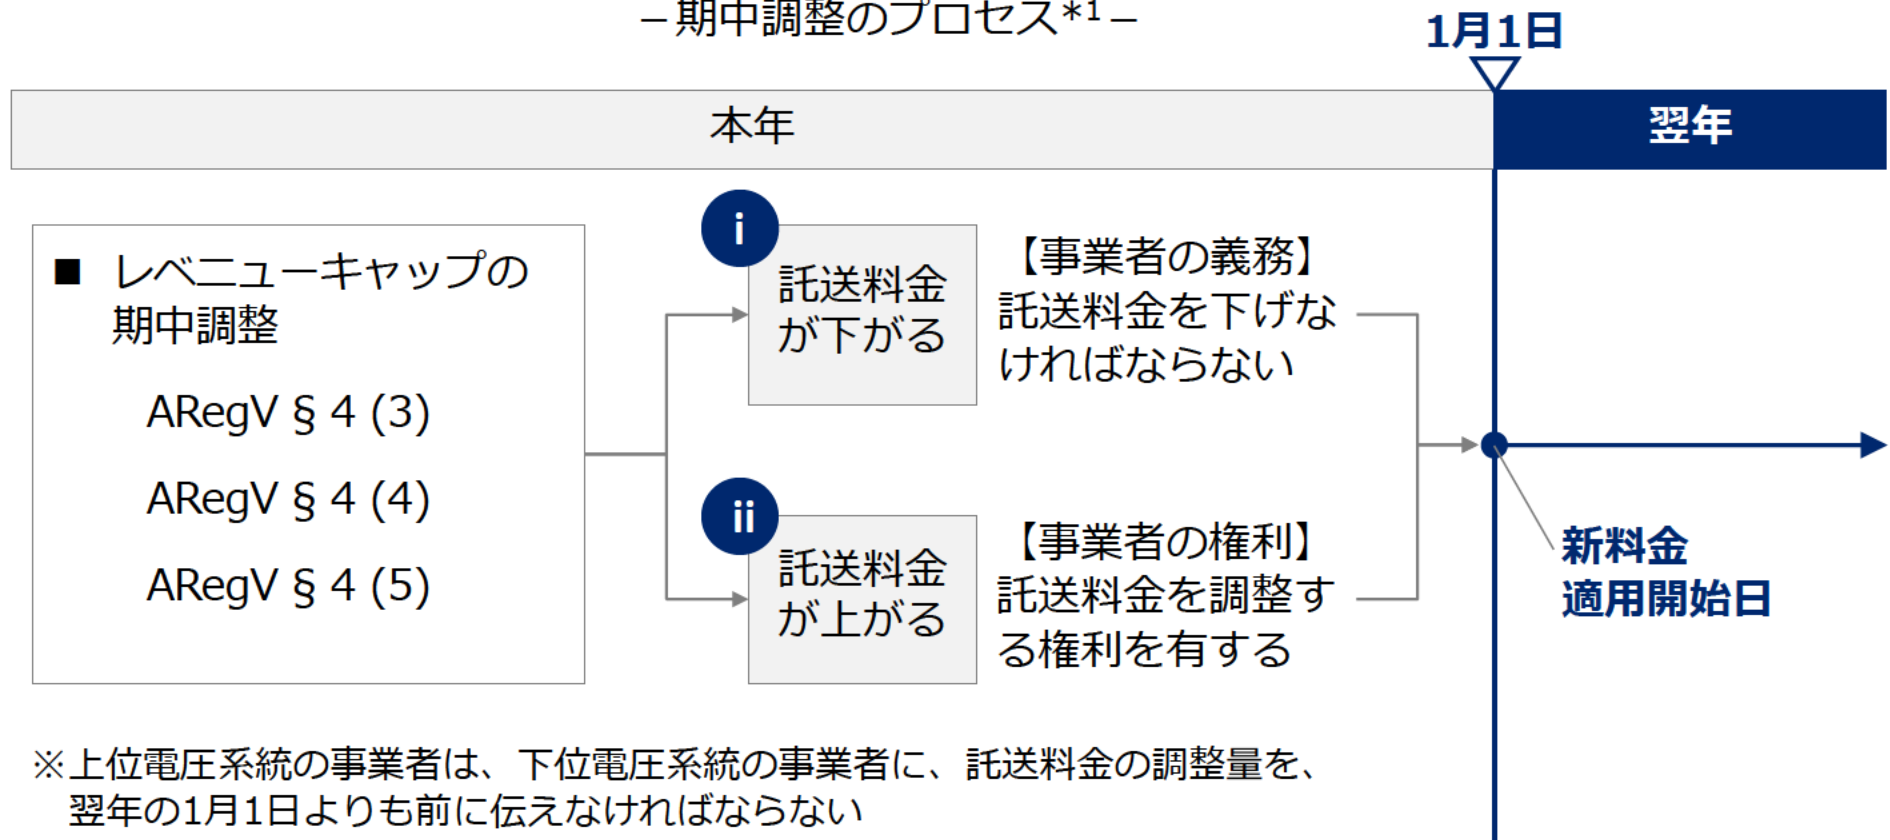 －期中調整のプロセス*1－
1月1日
本年
翌年
■ レベニューキャップの
期中調整
ARegV § 4 (3)
ARegV § 4 (4)
ARegV § 4 (5)
i
託送料金
が下がる
【事業者の義務】
託送料金を下げな
ければならない
ii
託送料金
が上がる
【事業者の権利】
託送料金を調整す
る権利を有する
新料金
適用開始日
※上位電圧系統の事業者は、下位電圧系統の事業者に、託送料金の調整量を、
翌年の1月1日よりも前に伝えなければならない